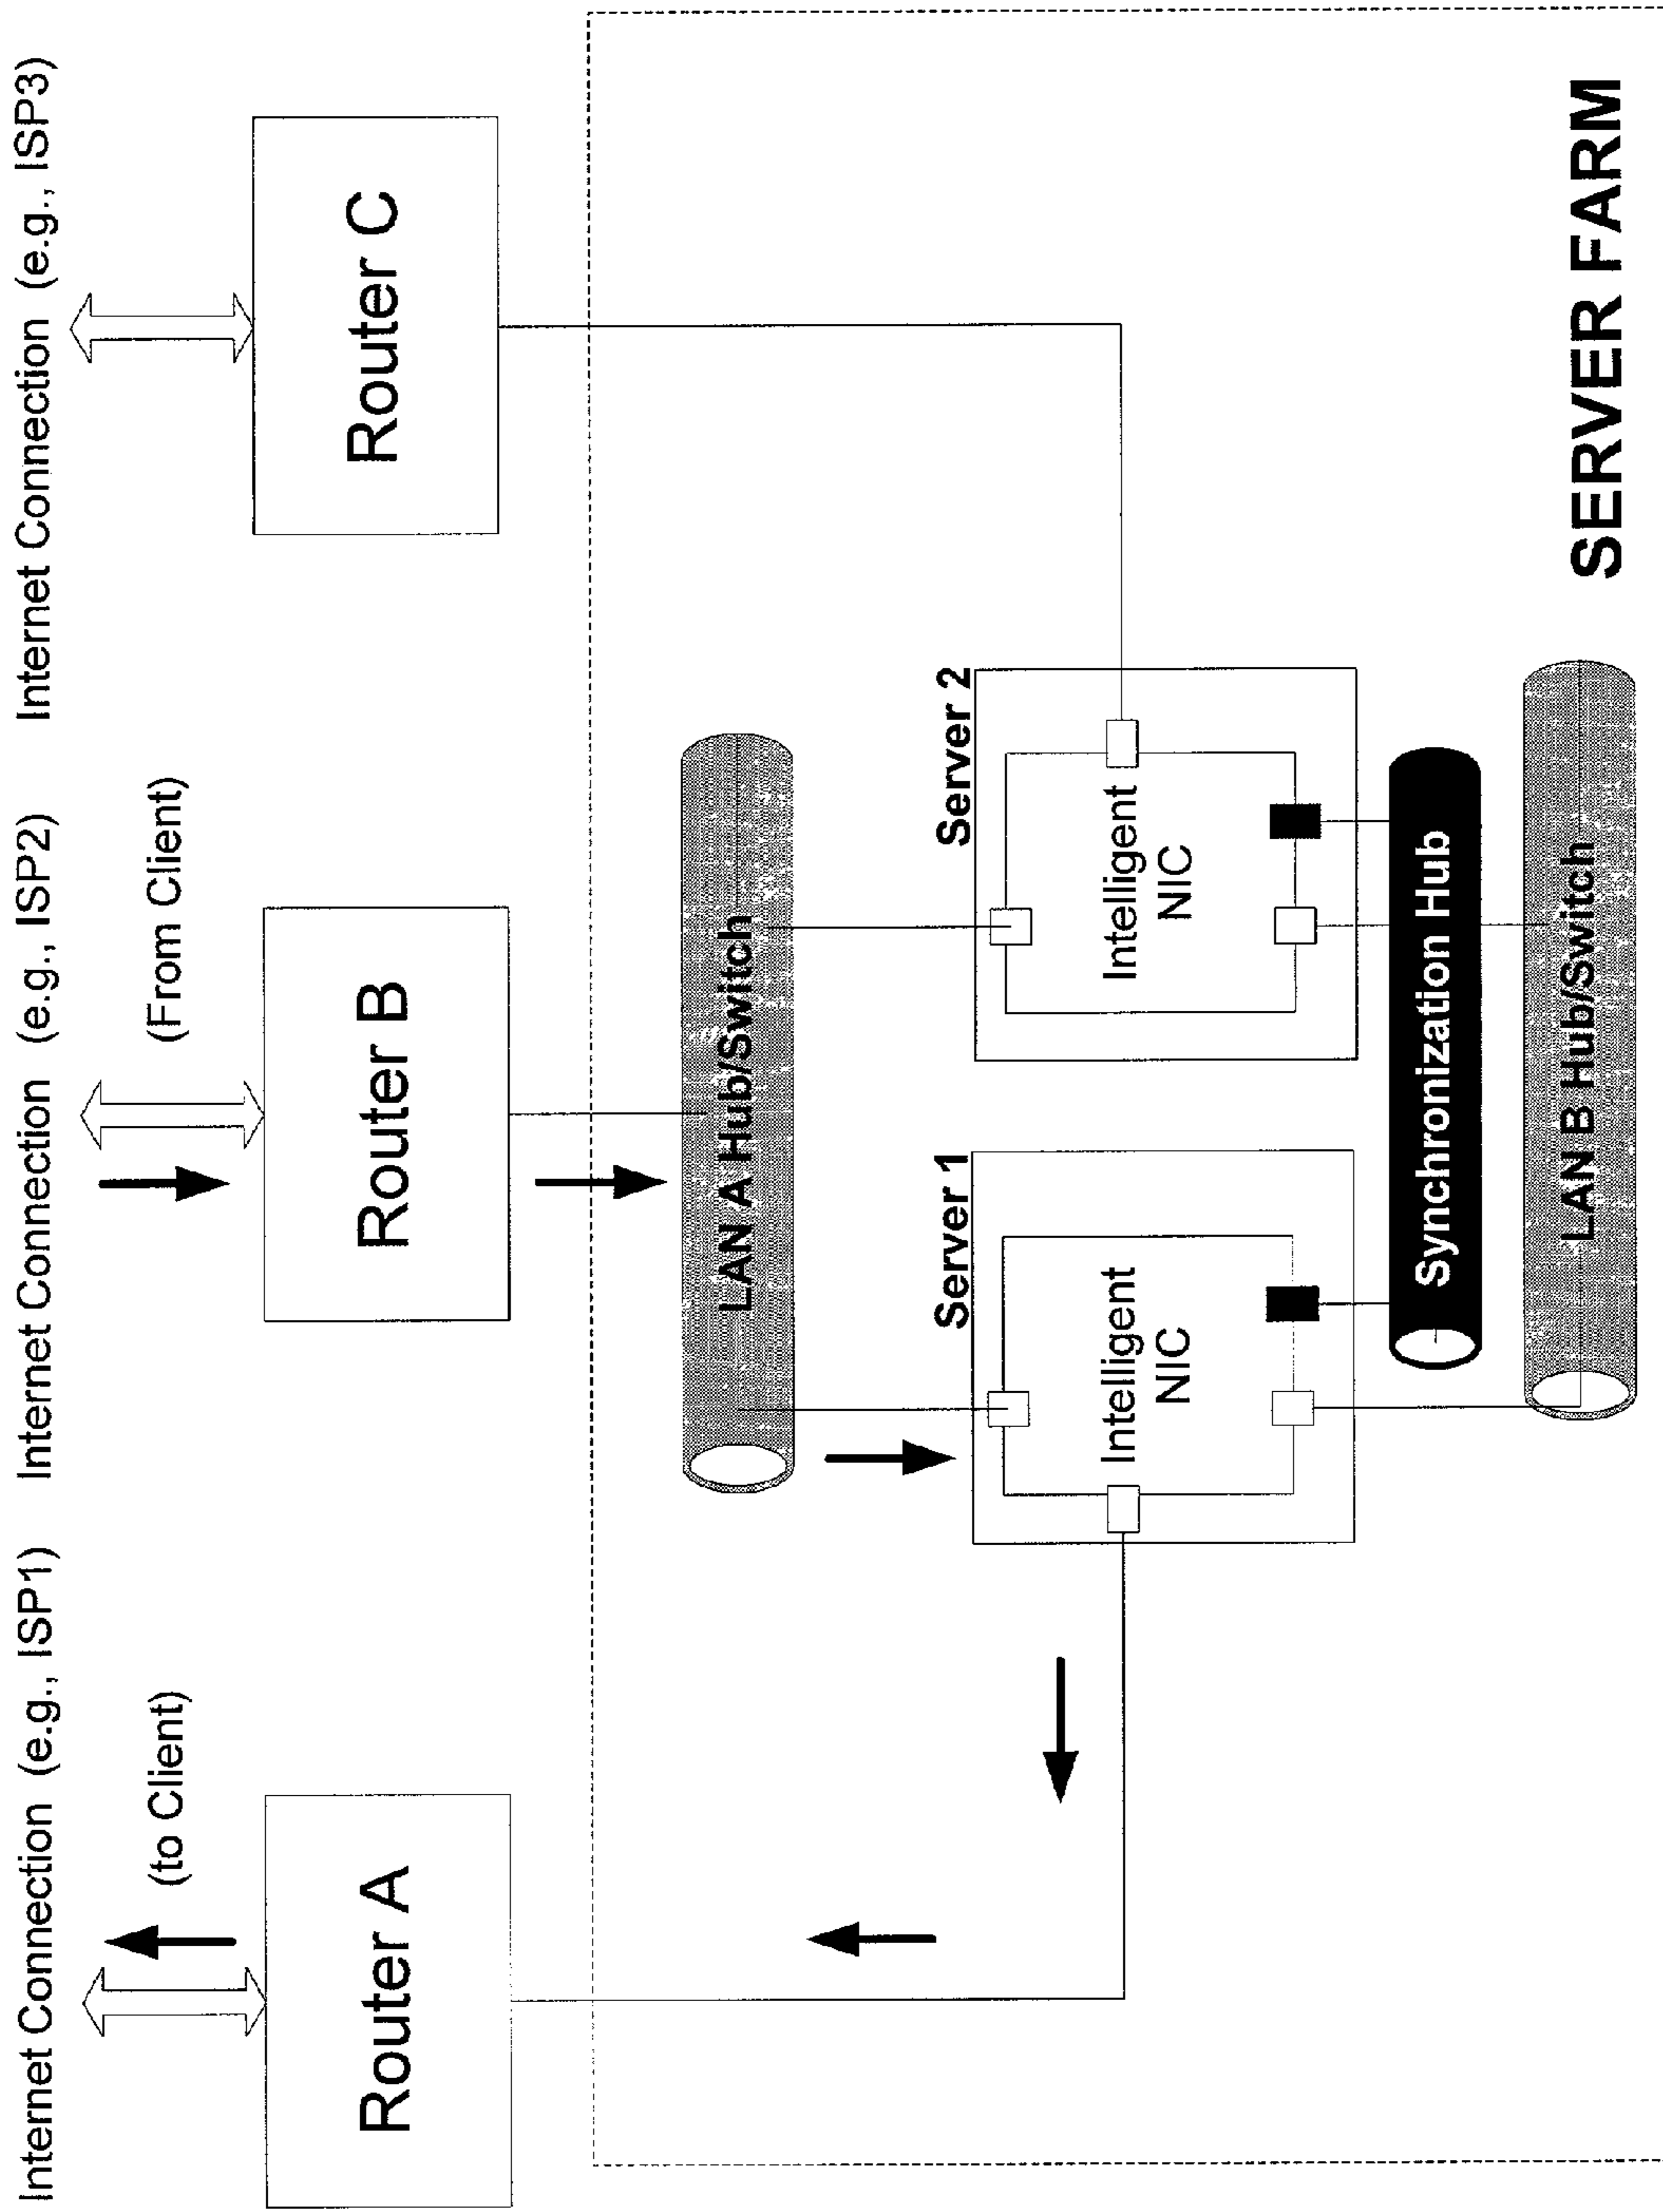 Internet Connection (e.g., ISP1)
Internet Connection (e.g., ISP2)
Internet Connection (e.g., ISP3)
(to Client)
(From Client)
Router A
Router B
Router C
LAN A Hub/Switch
Server 1
Server 2
Intelligent
NIC
Intelligent
NIC
Synchronization Hub
LAN B Hub/Switch
SERVER FARM